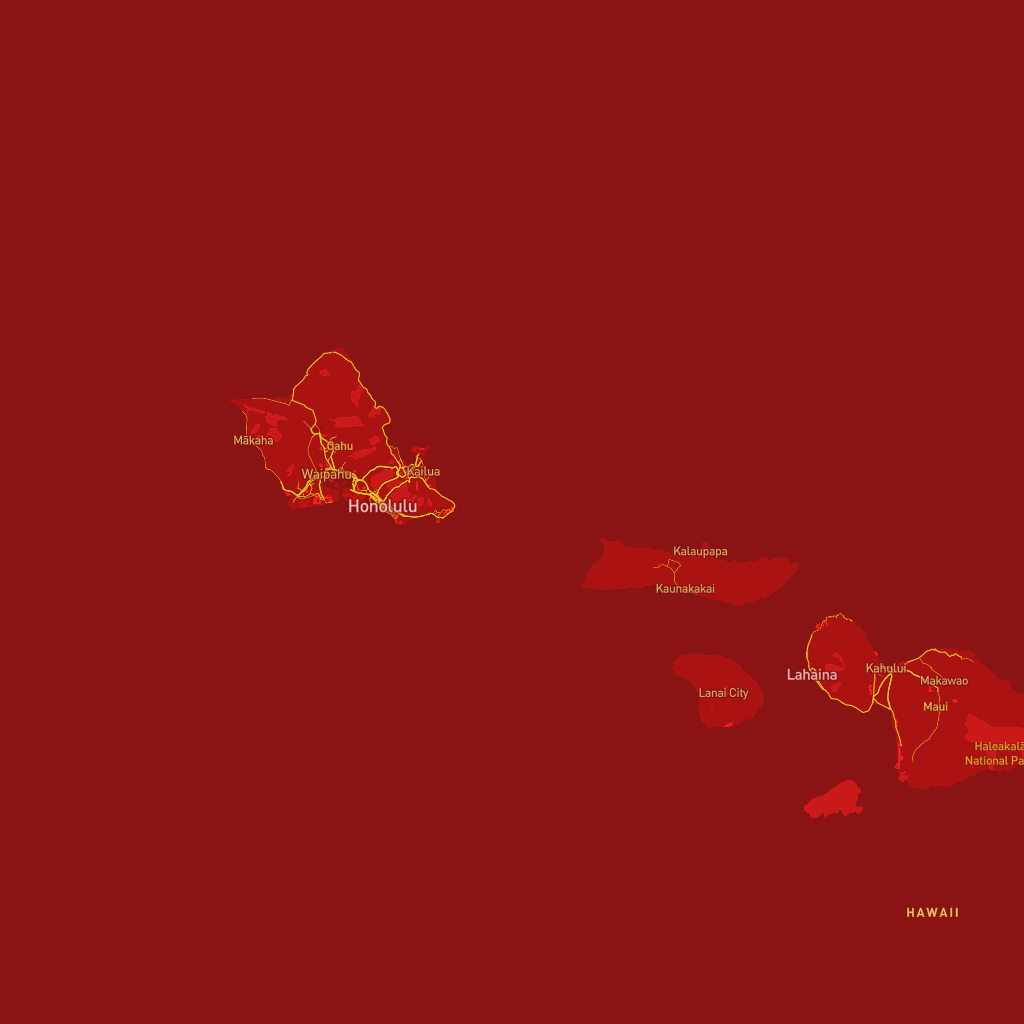 Mākaha
Oahu
Waipahu
Kailua
Honolulu
Kalaupapa
Kaunakakai
Kahului
Lahaina
Makawao
Lanai City
Maui
Haleakalā
National Pa
HAWAII